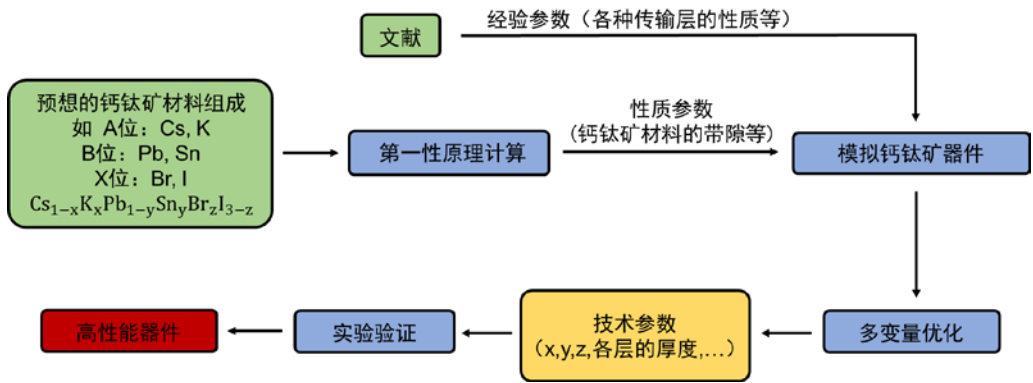 文献
经验参数（各种传输层的性质等）
预想的钙钛矿材料组成
如 A位：Cs, K
B位：Pb, Sn
X位：Br, I
Cs₁₋ₓKₓPb₁₋ᵧSnᵧBr_zI₃₋z
第一性原理计算
性质参数
（钙钛矿材料的带隙等）
模拟钙钛矿器件
高性能器件
实验验证
技术参数
（x,y,z,各层的厚度,…）
多变量优化